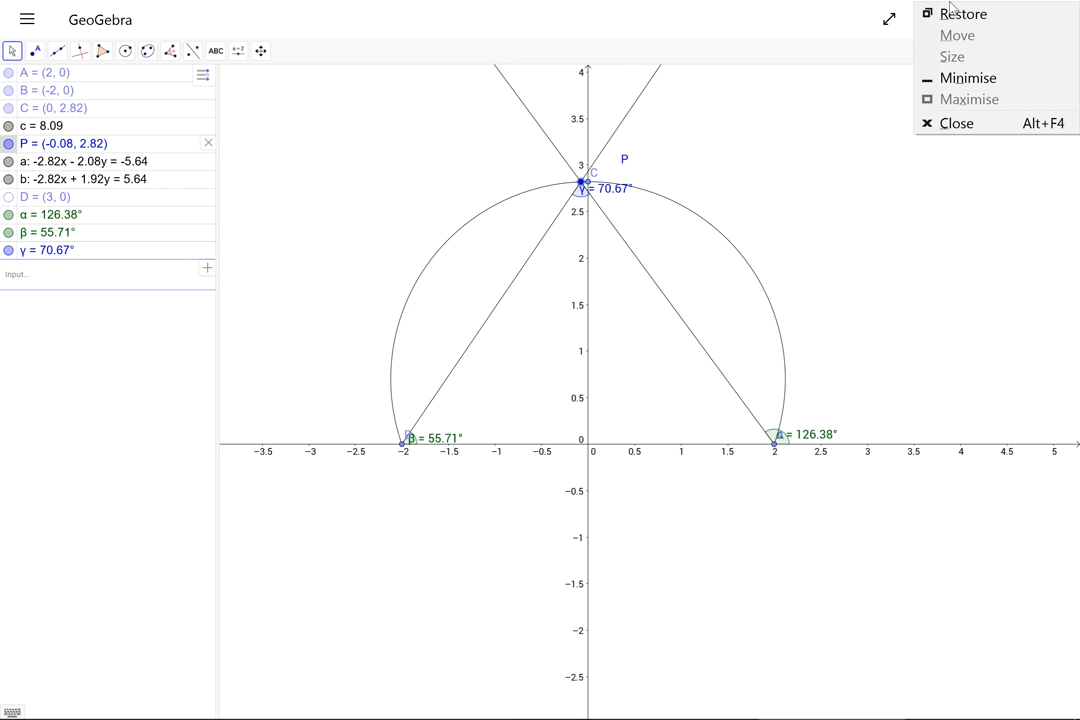 GeoGebra
Restore
Move
Size
Minimise
Maximise
Close Alt+F4
ABC
A = (2, 0)
B = (-2, 0)
C = (0, 2.82)
c = 8.09
P = (-0.08, 2.82)
a: -2.82x - 2.08y = -5.64
b: -2.82x + 1.92y = 5.64
D = (3, 0)
α = 126.38°
β = 55.71°
γ = 70.67°
Input...
4
3.5
3
P
C
γ = 70.67°
2.5
2
1.5
1
0.5
0
β = 55.71°
α = 126.38°
−3.5 −3 −2.5 −2 −1.5 −1 −0.5 0 0.5 1 1.5 2 2.5 3 3.5 4 4.5 5
−0.5
−1
−1.5
−2
−2.5